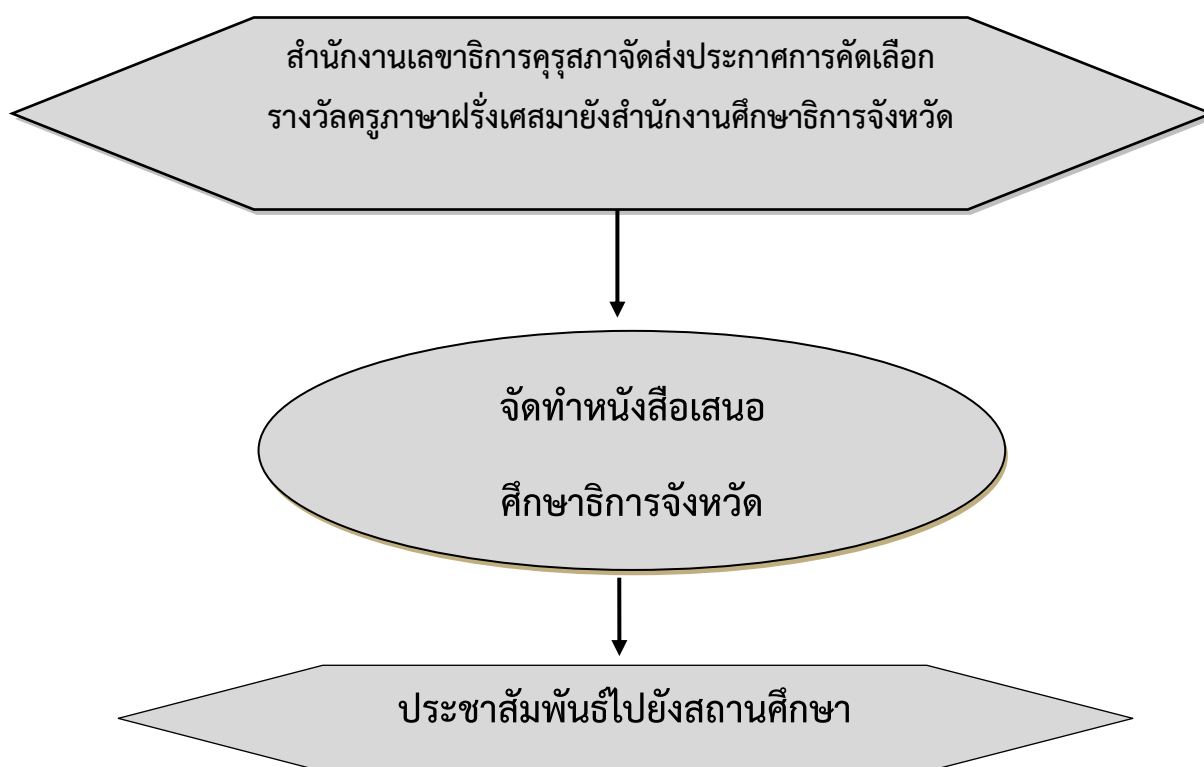 สำนักงานเลขาธิการคุรุสภาจัดส่งประกาศการคัดเลือก
รางวัลครูภาษาฝรั่งเศสมายังสำนักงานศึกษาธิการจังหวัด
จัดทำหนังสือเสนอ
ศึกษาธิการจังหวัด
ประชาสัมพันธ์ไปยังสถานศึกษา